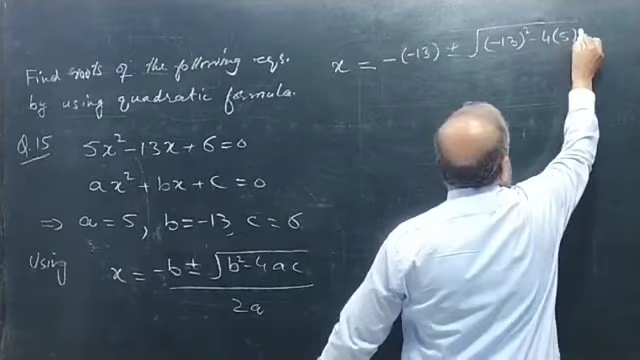 Find roots of the following eqs.
by using quadratic formula.
Q.15 5x² - 13x + 6 = 0
ax² + bx + c = 0
⇒ a = 5, b = -13, c = 6
Using x = -b ± √b² - 4ac / 2a
x = -(-13) ± √(-13)² - 4(5)